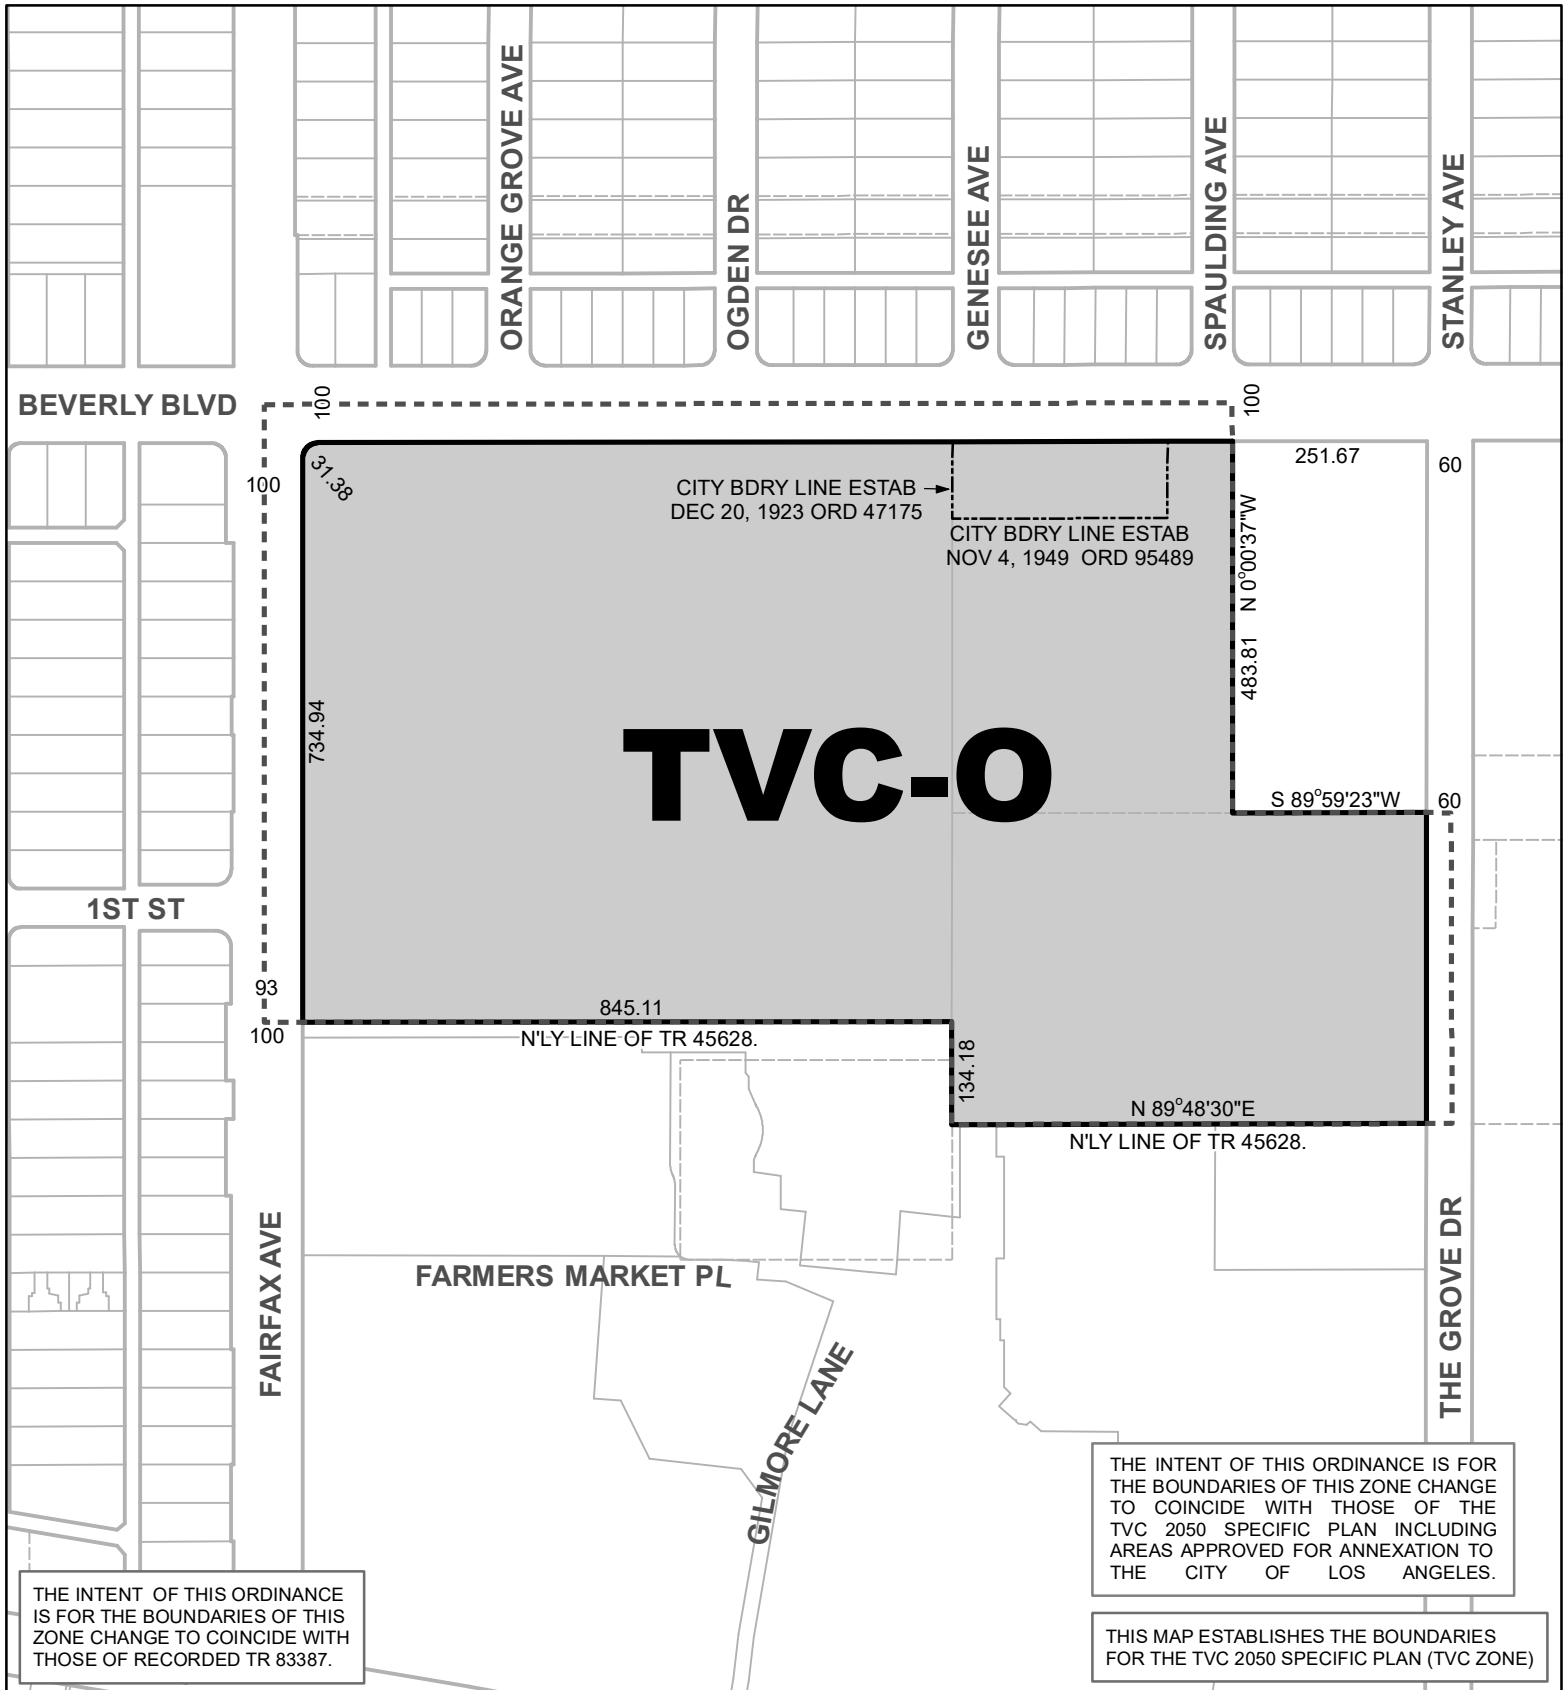 ORANGE GROVE AVE
OGDEN DR
GENESEE AVE
SPAULDING AVE
STANLEY AVE
BEVERLY BLVD
100
100
31.38
100
251.67
60
CITY BDRY LINE ESTAB
DEC 20, 1923 ORD 47175
CITY BDRY LINE ESTAB
NOV 4, 1949 ORD 95489
483.81 N 0°00'37"W
734.94
TVC-O
S 89°59'23"W
60
1ST ST
93
100
845.11
N'LY LINE OF TR 45628.
134.18
N 89°48'30"E
N'LY LINE OF TR 45628.
FAIRFAX AVE
FARMERS MARKET PL
GILMORE LANE
THE GROVE DR
THE INTENT OF THIS ORDINANCE IS FOR
THE BOUNDARIES OF THIS ZONE CHANGE
TO COINCIDE WITH THOSE OF THE
TVC 2050 SPECIFIC PLAN INCLUDING
AREAS APPROVED FOR ANNEXATION TO
THE CITY OF LOS ANGELES.
THE INTENT OF THIS ORDINANCE
IS FOR THE BOUNDARIES OF THIS
ZONE CHANGE TO COINCIDE WITH
THOSE OF RECORDED TR 83387.
THIS MAP ESTABLISHES THE BOUNDARIES
FOR THE TVC 2050 SPECIFIC PLAN (TVC ZONE)